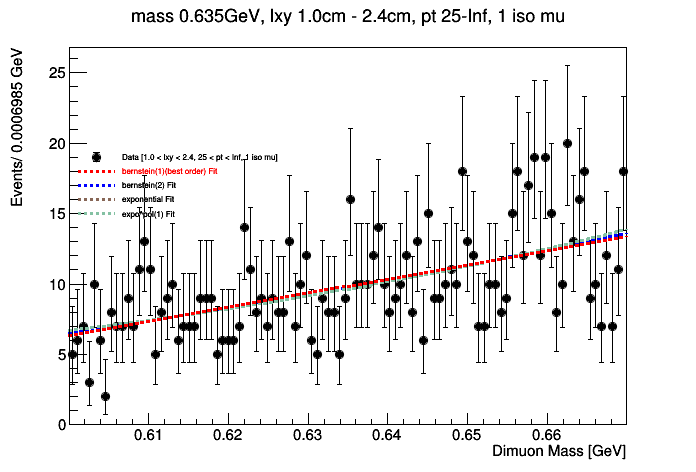 mass 0.635GeV, lxy 1.0cm - 2.4cm, pt 25-Inf, 1 iso mu
Events/ 0.0006985 GeV
25
20
15
10
5
0
Data [1.0 < lxy < 2.4, 25 < pt < Inf, 1 iso mu]
bernstein(1)(best order) Fit
bernstein(2) Fit
exponential Fit
expo*pol(1) Fit
0.61 0.62 0.63 0.64 0.65 0.66
Dimuon Mass [GeV]